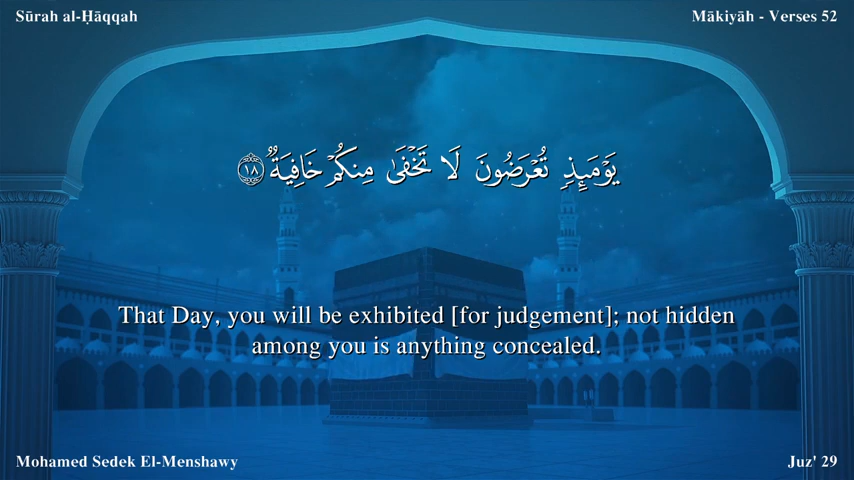 Sūrah al-Ḥāqqah
Mākiyāh - Verses 52
يَوْمَئِذٍ تُعْرَضُونَ لَا تَخْفَىٰ مِنكُمْ خَافِيَةٌ ١٨
That Day, you will be exhibited [for judgement]; not hidden
among you is anything concealed.
Mohamed Sedek El-Menshawy
Juz' 29